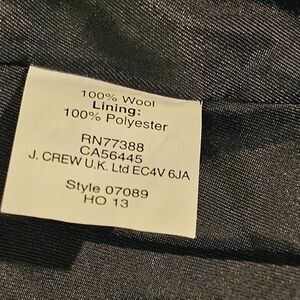 100% Wool
Lining:
100% Polyester
RN77388
CA56445
J. CREW U.K. Ltd EC4V 6JA
Style 07089
HO 13